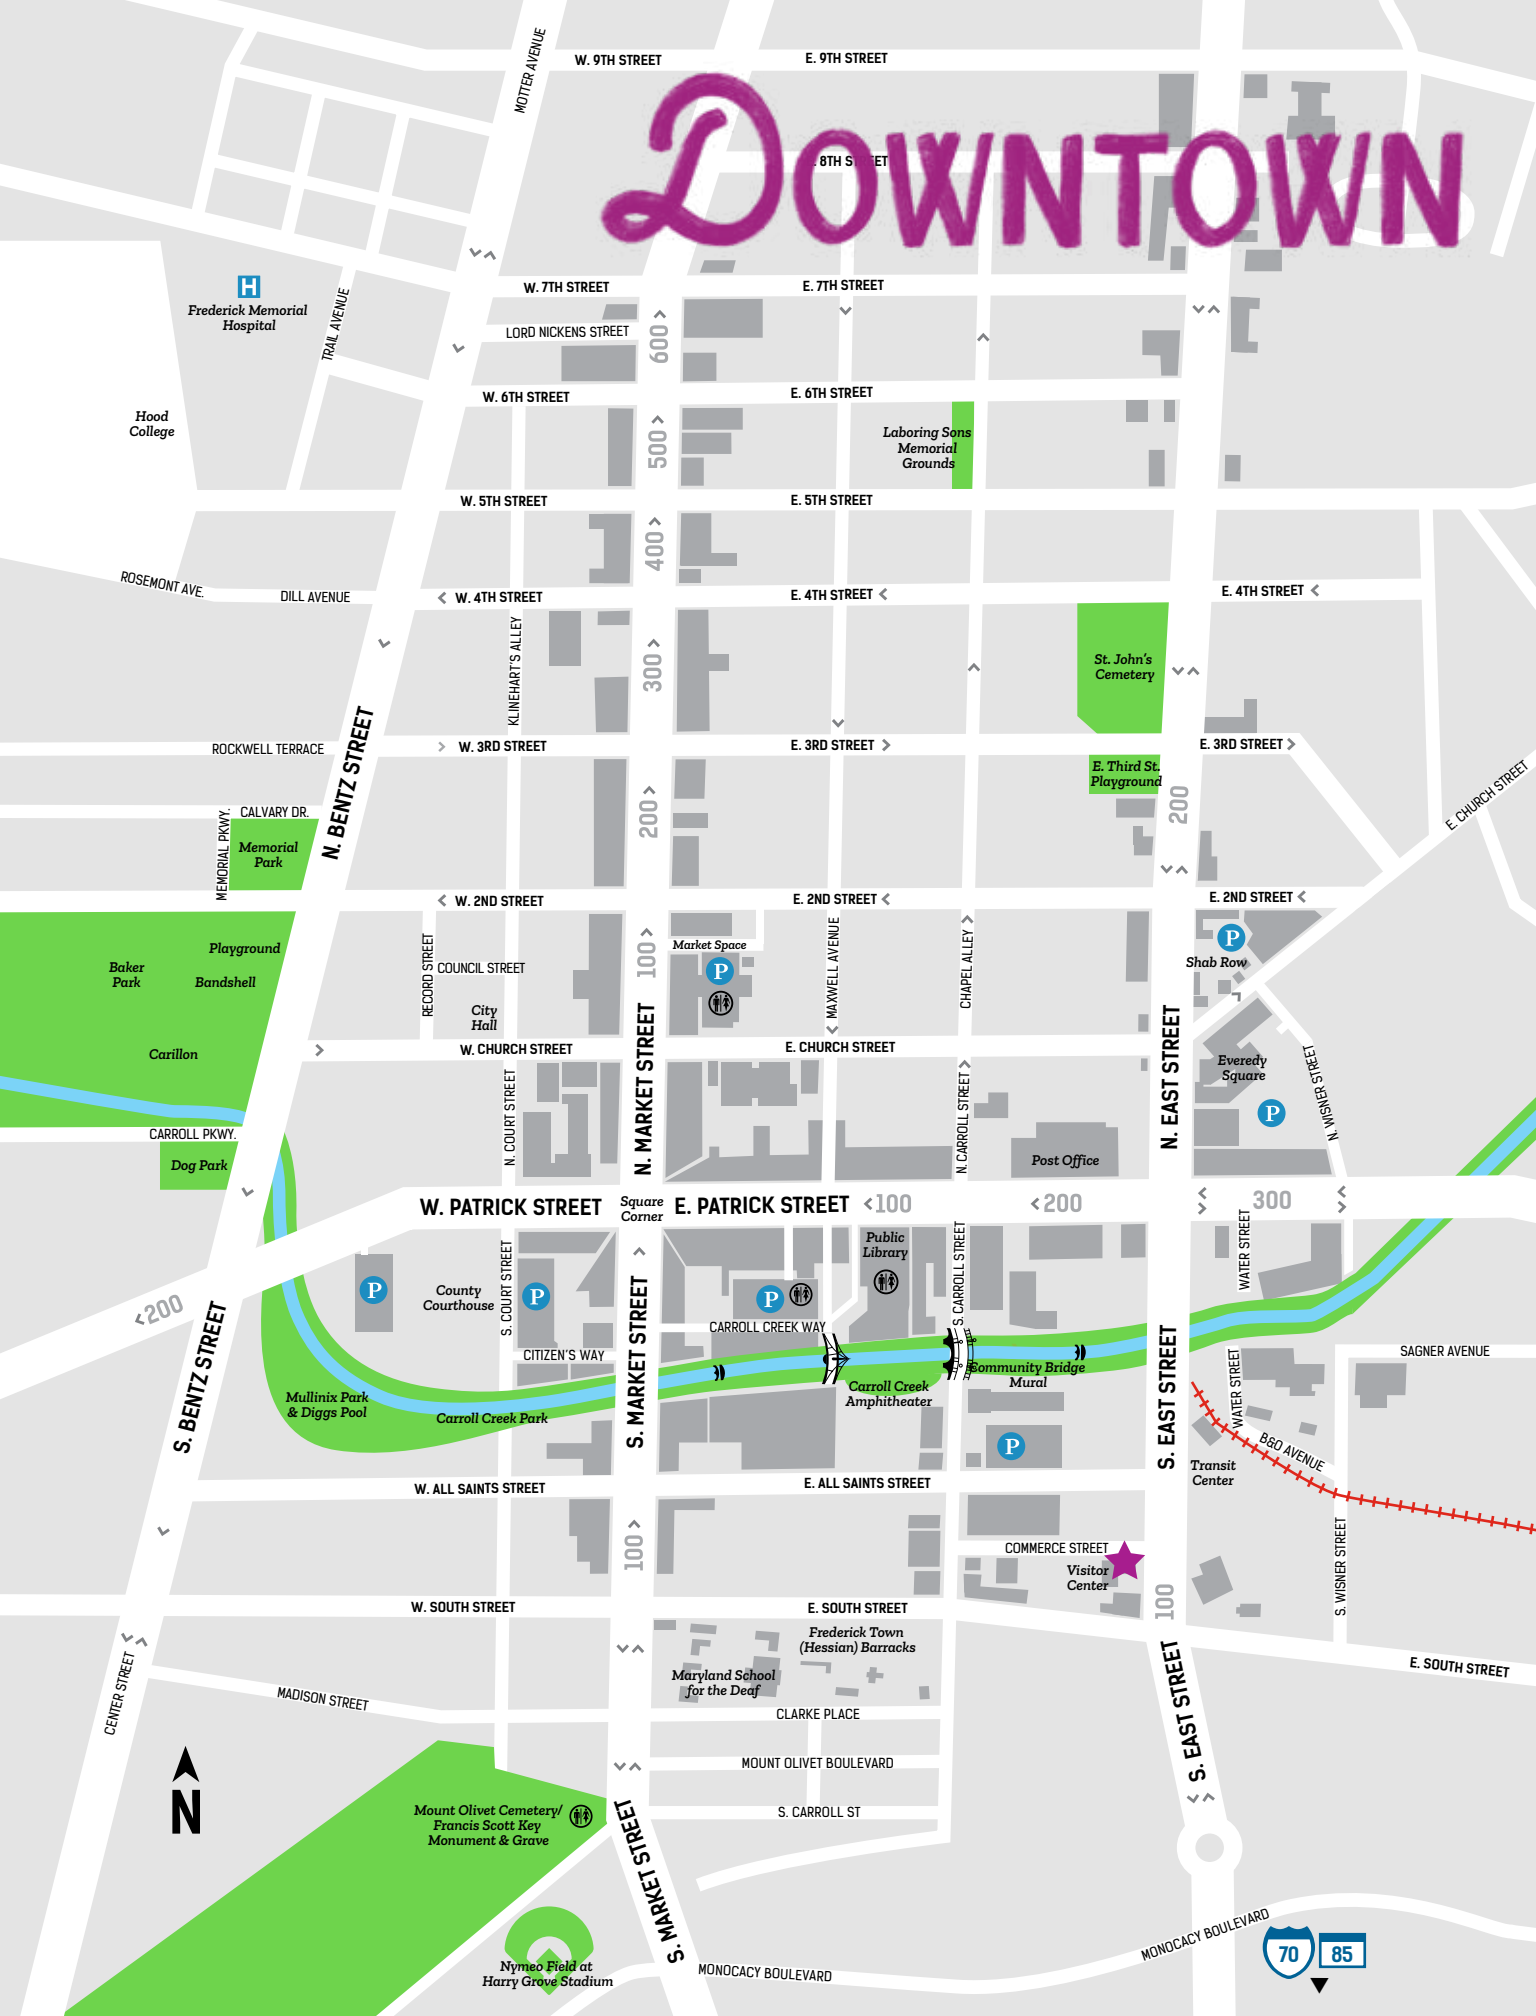 MOTTER AVENUE
W. 9TH STREET
E. 9TH STREET
DOWNTOWN
8TH STREET
H
Frederick Memorial
Hospital
TRAIL AVENUE
W. 7TH STREET
E. 7TH STREET
LORD NICKENS STREET
600
Hood
College
W. 6TH STREET
E. 6TH STREET
500
Laboring Sons
Memorial
Grounds
W. 5TH STREET
E. 5TH STREET
400
ROSEMONT AVE.
DILL AVENUE
W. 4TH STREET
E. 4TH STREET
E. 4TH STREET
KLINEHART'S ALLEY
300
St. John's
Cemetery
ROCKWELL TERRACE
N. BENTZ STREET
W. 3RD STREET
E. 3RD STREET
E. 3RD STREET
E. Third St.
Playground
200
200
E. CHURCH STREET
CALVARY DR.
MEMORIAL PKWY.
Memorial
Park
W. 2ND STREET
E. 2ND STREET
E. 2ND STREET
Playground
Baker
Park
Bandshell
Carillon
RECORD STREET
COUNCIL STREET
City
Hall
100
Market Space
P
MAXWELL AVENUE
CHAPEL ALLEY
P
Shab Row
W. CHURCH STREET
E. CHURCH STREET
N. MARKET STREET
N. EAST STREET
Everedy
Square
P
N. WISNER STREET
N. COURT STREET
N. CARROLL STREET
Post Office
CARROLL PKWY.
Dog Park
W. PATRICK STREET
Square
Corner
E. PATRICK STREET
100
200
300
WATER STREET
Public
Library
S. CARROLL STREET
P
County
Courthouse
S. COURT STREET
P
P
200
S. BENTZ STREET
S. MARKET STREET
CARROLL CREEK WAY
CITIZEN'S WAY
Community Bridge
Mural
Carroll Creek
Amphitheater
Mullinix Park
& Diggs Pool
Carroll Creek Park
S. EAST STREET
SAGNER AVENUE
WATER STREET
B&O AVENUE
Transit
Center
P
W. ALL SAINTS STREET
E. ALL SAINTS STREET
100
COMMERCE STREET
Visitor
Center
100
S. WISNER STREET
W. SOUTH STREET
E. SOUTH STREET
E. SOUTH STREET
Frederick Town
(Hessian) Barracks
Maryland School
for the Deaf
CENTER STREET
MADISON STREET
CLARKE PLACE
S. EAST STREET
MOUNT OLIVET BOULEVARD
S. CARROLL ST
N
Mount Olivet Cemetery/
Francis Scott Key
Monument & Grave
S. MARKET STREET
Nymeo Field at
Harry Grove Stadium
MONOCACY BOULEVARD
MONOCACY BOULEVARD
70
85